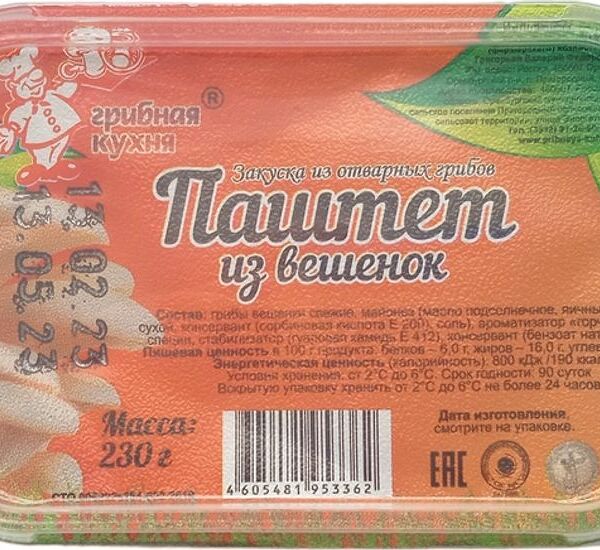 грибная
кухня
®
Закуска из отварных грибов
Паштет
из вешенок
13.05.23
17.02.23
Состав: грибы вешенки свежие, майонез (масло подсолнечное, яичный
сухой, консервант (сорбиновая кислота Е 200), соль), ароматизатор
специи, стабилизатор (гуаровая камедь Е 412), консервант (бензоат
Пищевая ценность в 100 г продукта: белков – 6,0 г, жиров – 16,0 г,
Энергетическая ценность (калорийность): 800 кДж /190 ккал
Условия хранения: от 2°С до 6°С. Срок годности: 90 суток
Вскрытую упаковку хранить от 2°С до 6°С не более 24 часов
Масса:
230 г
4 605481 953362
Дата изготовления,
смотрите на упаковке.
ЕАС